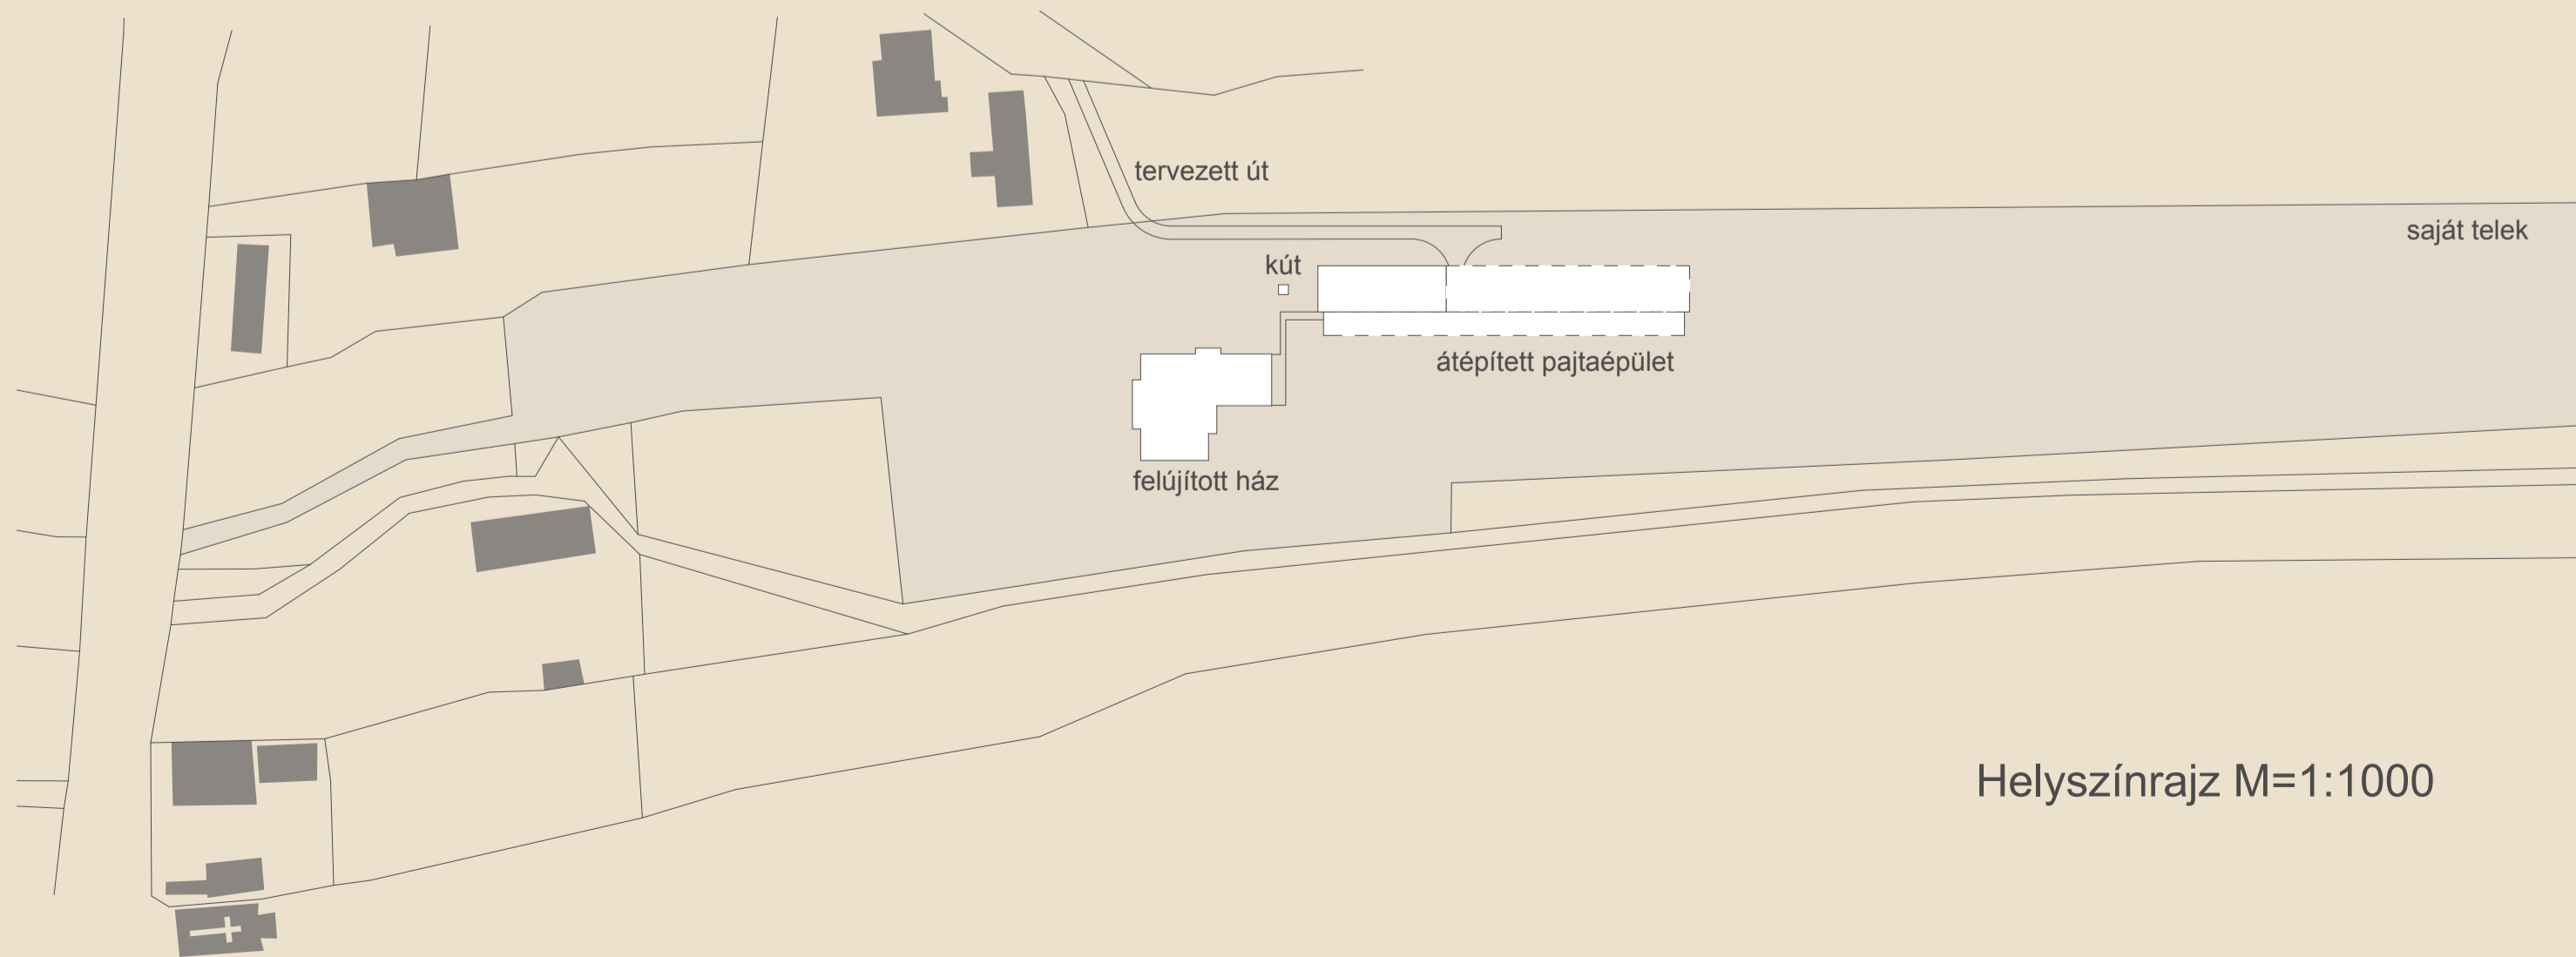 tervezett út
saját telek
kút
átépített pajtaépület
felújított ház
Helyszínrajz M=1:1000